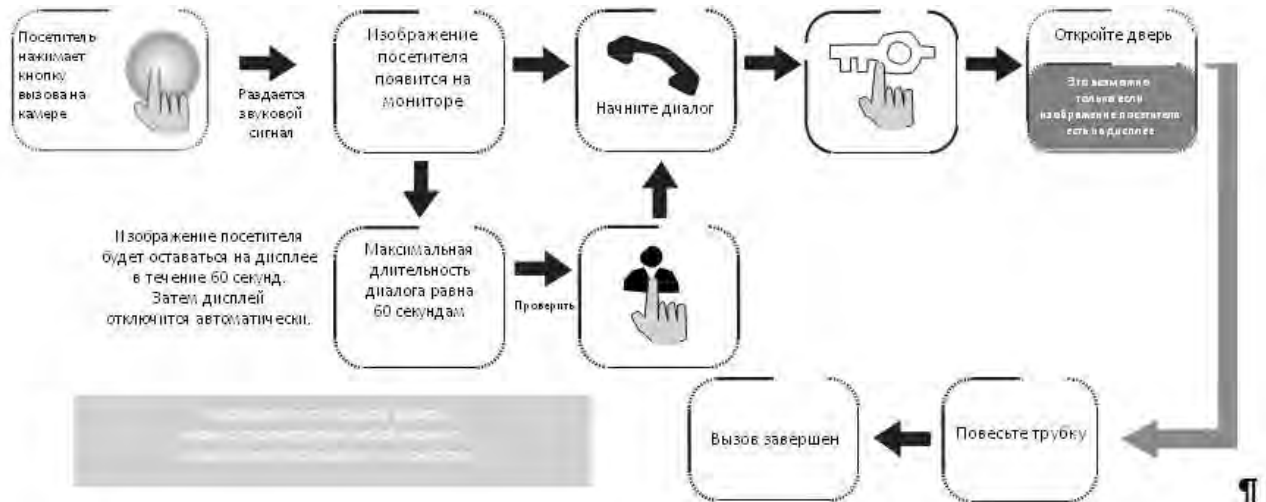 Посетитель
нажимает
кнопку
вызова на
камере
Раздается
звуковой
сигнал
Изображение
посетителя
появится на
мониторе
Начните диалог
Откройте дверь
Это возможно
только если
изображение посетителя
есть на дисплее
Изображение посетителя
будет оставаться на дисплее
в течение 60 секунд.
Затем дисплей
отключится автоматически.
Максимальная
длительность
диалога равна
60 секундам
Проверить
Вызов завершен
Повесьте трубку
¶